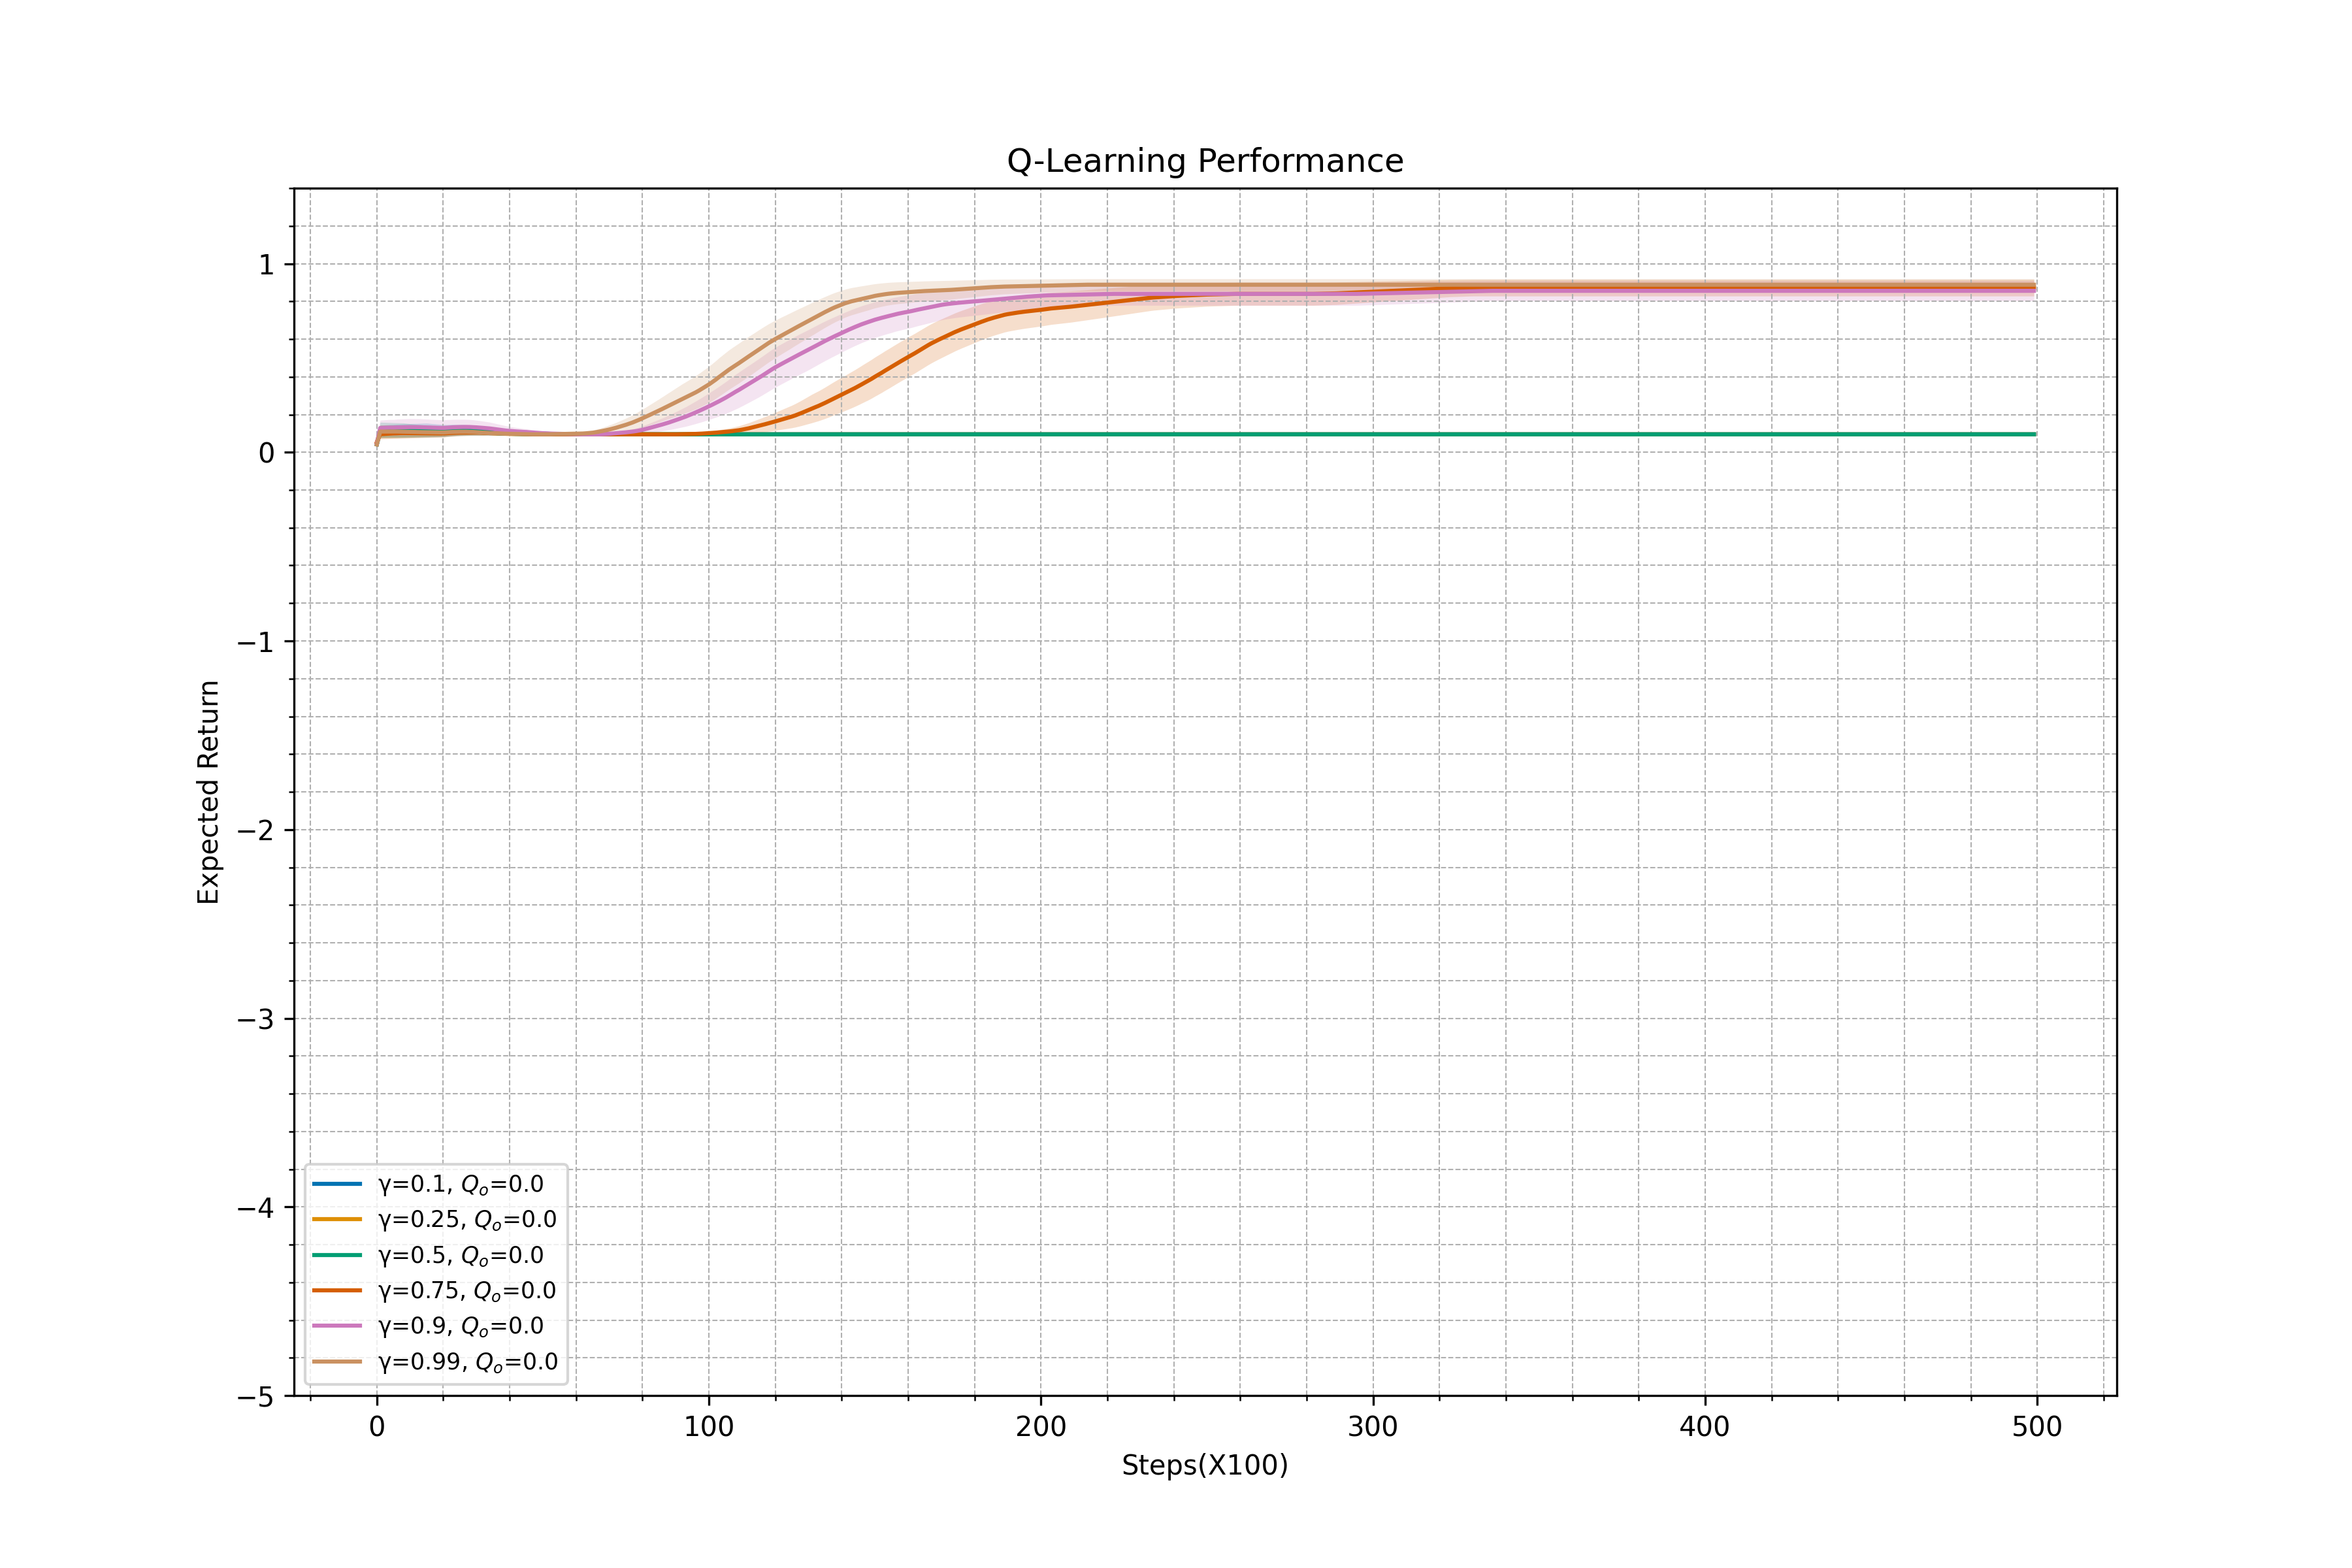 Q-Learning Performance
Expected Return
1
0
−1
−2
−3
−4
−5
γ=0.1, Qₒ=0.0
γ=0.25, Qₒ=0.0
γ=0.5, Qₒ=0.0
γ=0.75, Qₒ=0.0
γ=0.9, Qₒ=0.0
γ=0.99, Qₒ=0.0
0 100 200 300 400 500
Steps(X100)